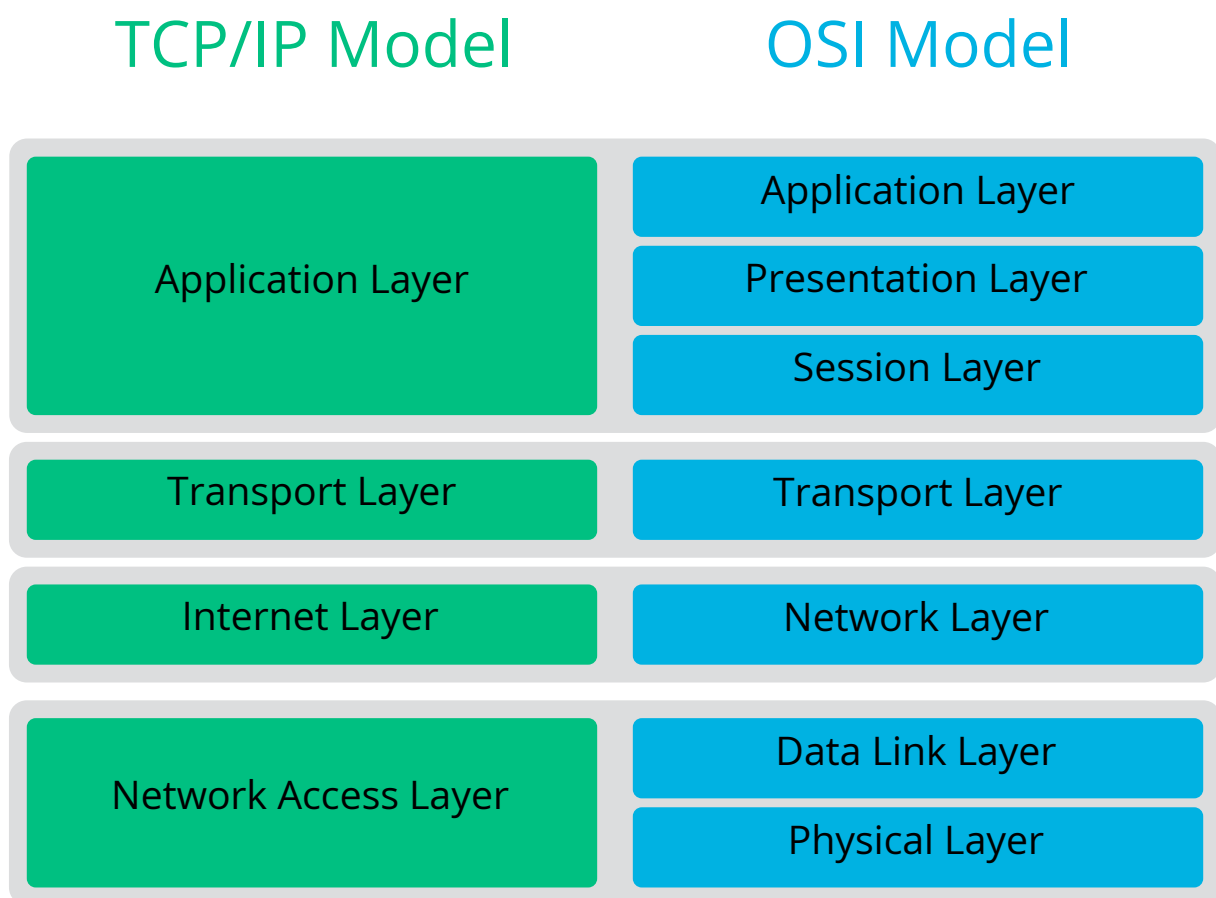 TCP/IP Model
OSI Model
Application Layer
Application Layer
Presentation Layer
Session Layer
Transport Layer
Transport Layer
Internet Layer
Network Layer
Network Access Layer
Data Link Layer
Physical Layer